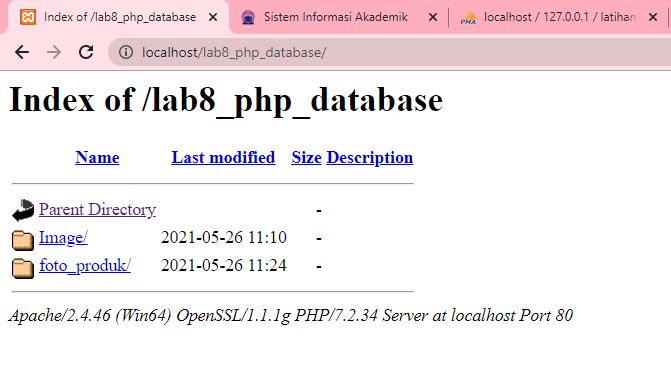 Index of /lab8_php_database
Sistem Informasi Akademik
PMA
localhost / 127.0.0.1 / latihan
localhost/lab8_php_database/
Index of /lab8_php_database
Name Last modified Size Description
Parent Directory -
Image/ 2021-05-26 11:10 -
foto_produk/ 2021-05-26 11:24 -
Apache/2.4.46 (Win64) OpenSSL/1.1.1g PHP/7.2.34 Server at localhost Port 80